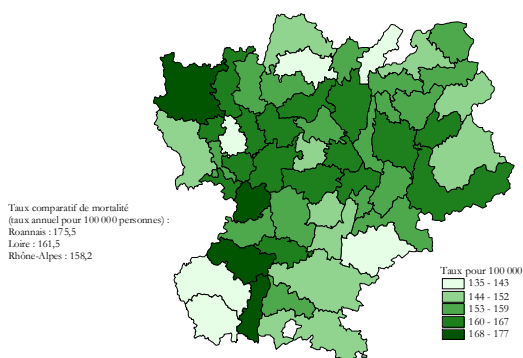 Taux comparatif de mortalité
(taux annuel pour 100 000 personnes) :
Roannais : 175,5
Loire : 161,5
Rhône-Alpes : 158,2
Taux pour 100 000
135 - 143
144 - 152
153 - 159
160 - 167
168 - 177